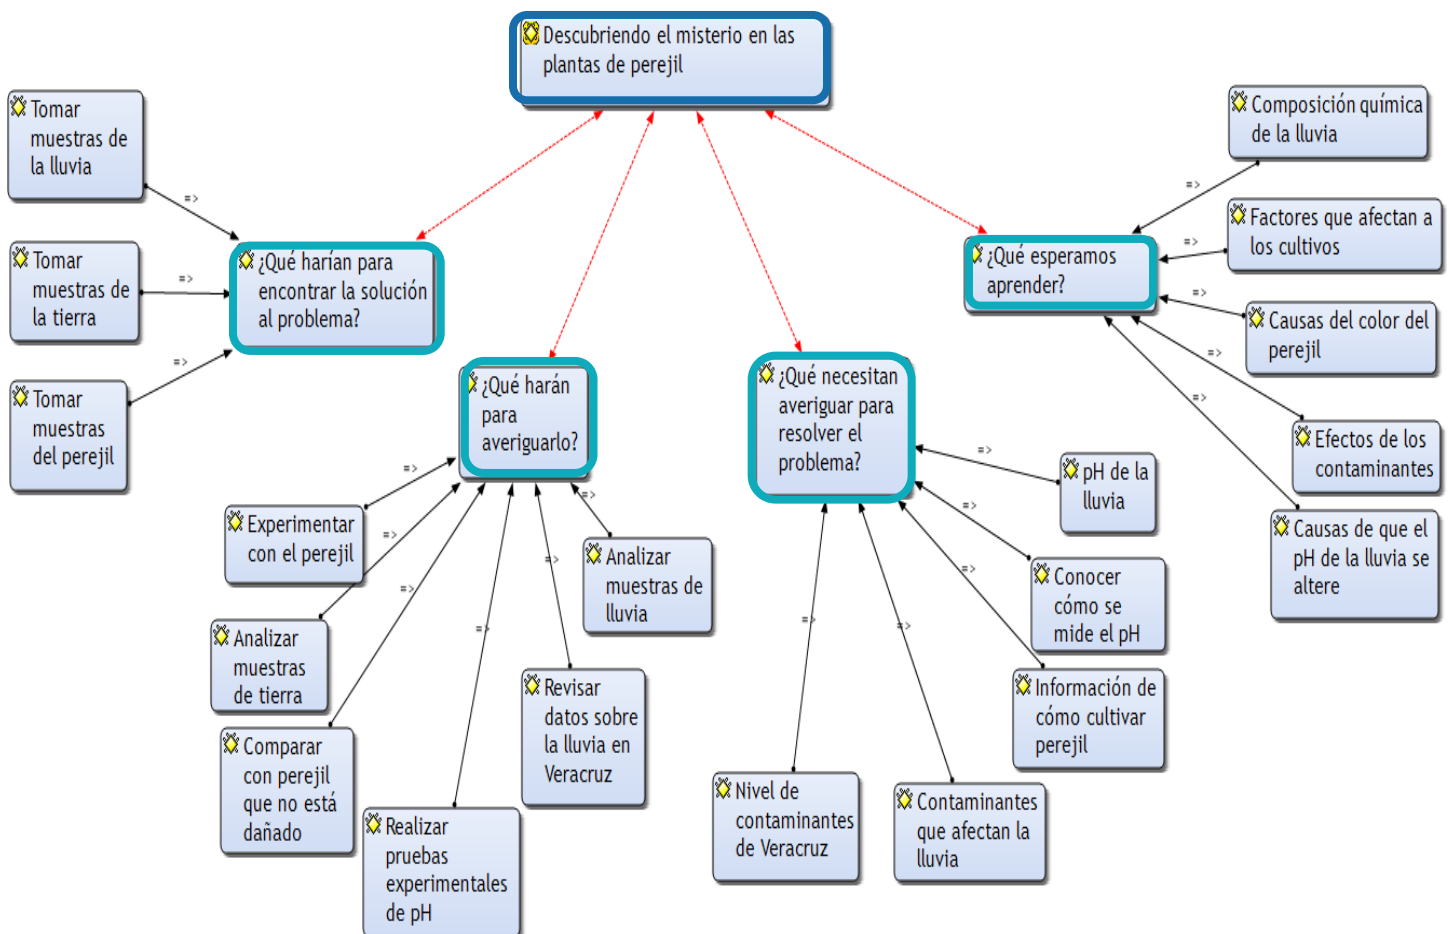 Descubriendo el misterio en las
plantas de perejil
Tomar
muestras de
la lluvia
Tomar
muestras de
la tierra
Tomar
muestras
del perejil
=>
=>
=>
¿Qué harían para
encontrar la solución
al problema?
¿Qué harán
para
averiguarlo?
=>
=>
=>
=>
=>
=>
Experimentar
con el perejil
Analizar
muestras
de tierra
Comparar
con perejil
que no está
dañado
Realizar
pruebas
experimentales
de pH
Revisar
datos sobre
la lluvia en
Veracruz
Analizar
muestras de
lluvia
¿Qué necesitan
averiguar para
resolver el
problema?
=>
=>
=>
=>
=>
pH de la
lluvia
Conocer
cómo se
mide el pH
Información de
cómo cultivar
perejil
Contaminantes
que afectan la
lluvia
Nivel de
contaminantes
de Veracruz
¿Qué esperamos
aprender?
=>
=>
=>
=>
=>
Composición química
de la lluvia
Factores que afectan a
los cultivos
Causas del color del
perejil
Efectos de los
contaminantes
Causas de que el
pH de la lluvia se
altere